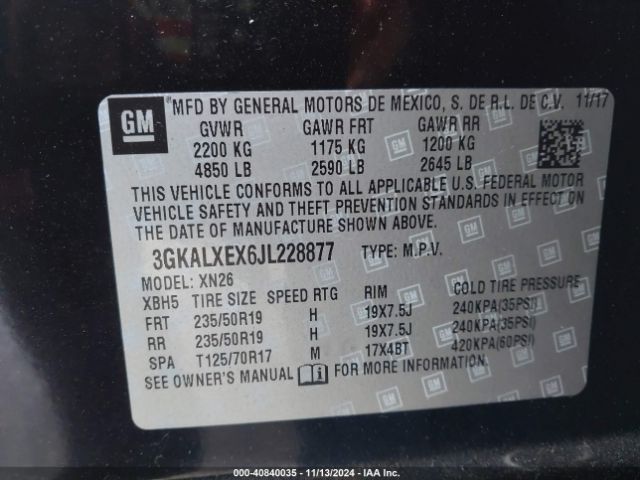 GM
MFD BY GENERAL MOTORS DE MEXICO, S. DE R.L. DE C.V. 11/17
GVWR GAWR FRT GAWR RR
2200 KG 1175 KG 1200 KG
4850 LB 2590 LB 2645 LB
THIS VEHICLE CONFORMS TO ALL APPLICABLE U.S. FEDERAL MOTOR
VEHICLE SAFETY AND THEFT PREVENTION STANDARDS IN EFFECT ON
THE DATE OF MANUFACTURE SHOWN ABOVE.
3GKALXEX6JL228877 TYPE: M.P.V.
MODEL: XN26
XBH5 TIRE SIZE SPEED RTG RIM COLD TIRE PRESSURE
FRT 235/50R19 H 19X7.5J 240KPA(35PSI)
RR 235/50R19 H 19X7.5J 240KPA(35PSI)
SPA T125/70R17 M 17X4BT 420KPA(60PSI)
SEE OWNER'S MANUAL FOR MORE INFORMATION.
000-40840035 - 11/13/2024 - IAA Inc.